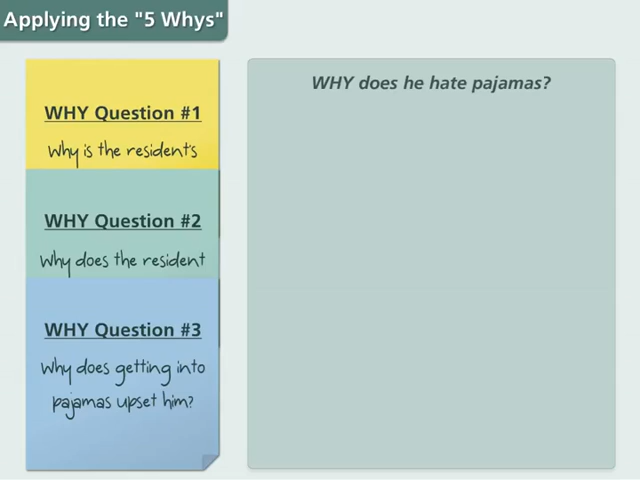 Applying the "5 Whys"
WHY Question #1
Why is the resident's
WHY Question #2
Why does the resident
WHY Question #3
Why does getting into
pajamas upset him?
WHY does he hate pajamas?